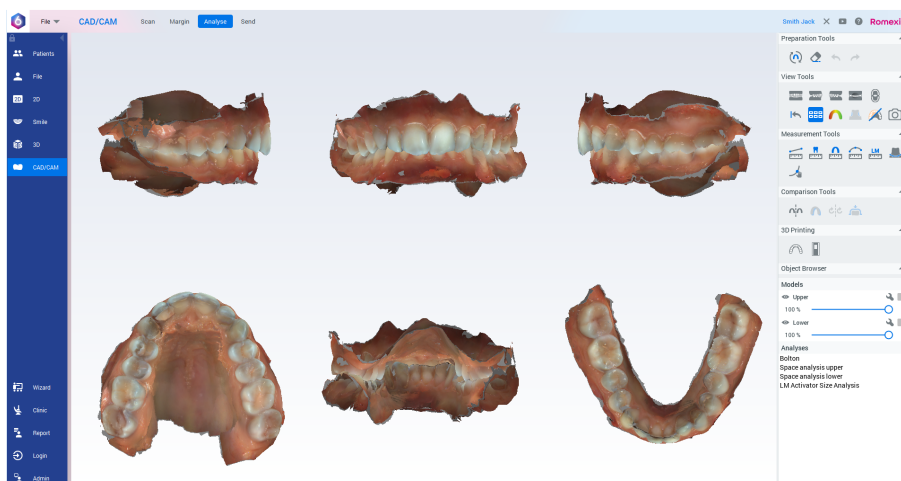 File
CAD/CAM
Scan
Margin
Analyse
Send
Smith Jack
Romexi
Patients
File
2D
2D
Smile
3D
CAD/CAM
Wizard
Clinic
Report
Login
Admin
Preparation Tools
View Tools
Measurement Tools
LM
Comparison Tools
3D Printing
Object Browser
Models
Upper
100 %
Lower
100 %
Analyses
Bolton
Space analysis upper
Space analysis lower
LM Activator Size Analysis